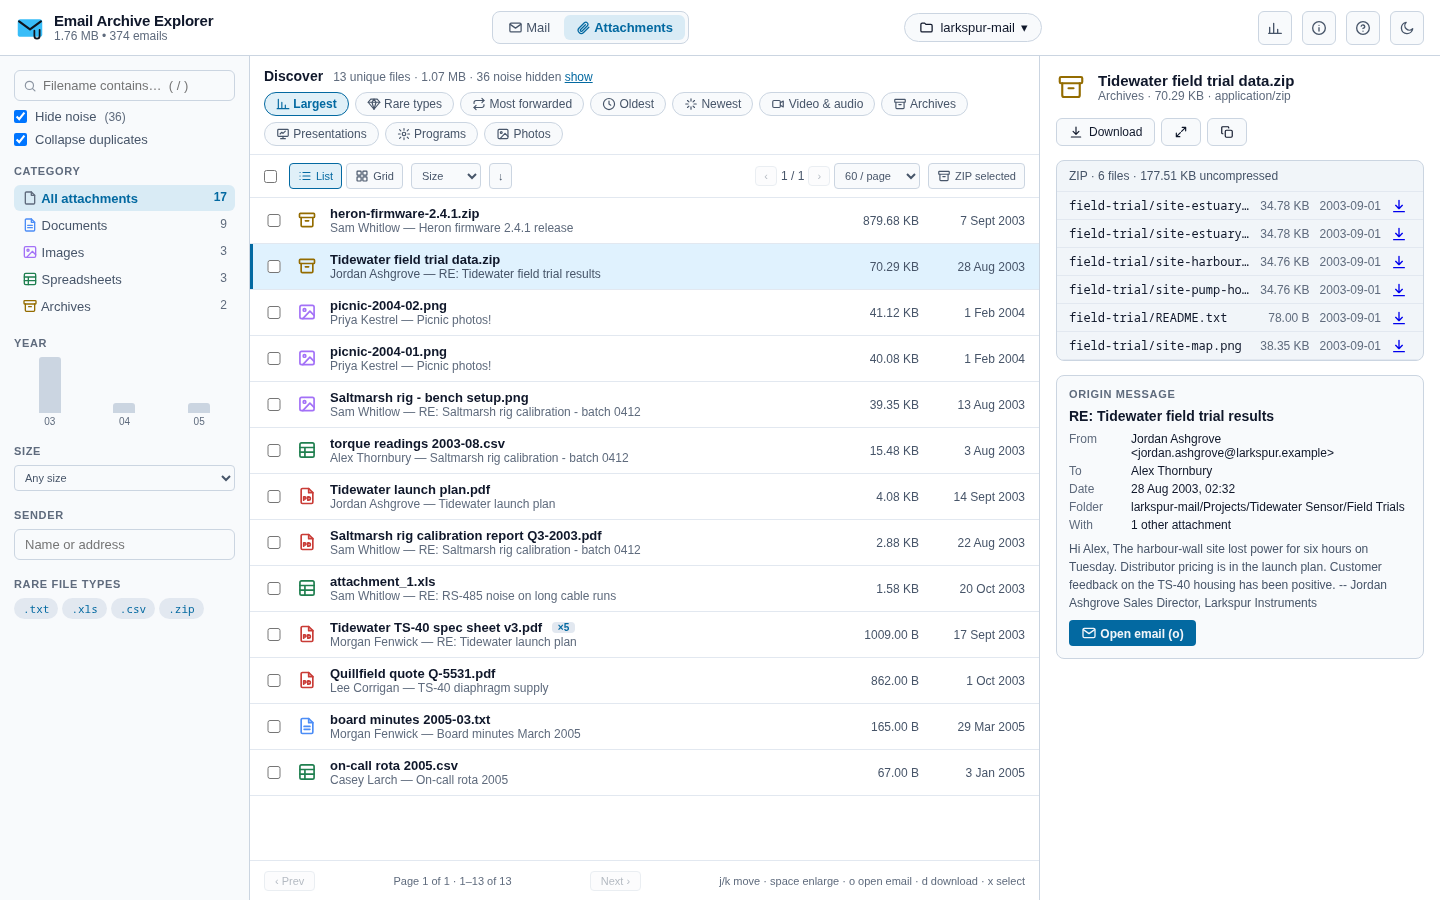 Email Archive Explorer
1.76 MB • 374 emails
Mail
Attachments
larkspur-mail ▾
Filename contains… ( / )
Hide noise (36)
Collapse duplicates
CATEGORY
All attachments 17
Documents 9
Images 3
Spreadsheets 3
Archives 2
YEAR
03 04 05
SIZE
Any size
SENDER
Name or address
RARE FILE TYPES
.txt .xls .csv .zip
Discover 13 unique files · 1.07 MB · 36 noise hidden show
Largest Rare types Most forwarded Oldest Newest Video & audio Archives
Presentations Programs Photos
List Grid Size ↓ ‹ 1 / 1 › 60 / page ZIP selected
heron-firmware-2.4.1.zip
Sam Whitlow — Heron firmware 2.4.1 release
879.68 KB 7 Sept 2003
Tidewater field trial data.zip
Jordan Ashgrove — RE: Tidewater field trial results
70.29 KB 28 Aug 2003
picnic-2004-02.png
Priya Kestrel — Picnic photos!
41.12 KB 1 Feb 2004
picnic-2004-01.png
Priya Kestrel — Picnic photos!
40.08 KB 1 Feb 2004
Saltmarsh rig - bench setup.png
Sam Whitlow — RE: Saltmarsh rig calibration - batch 0412
39.35 KB 13 Aug 2003
torque readings 2003-08.csv
Alex Thornbury — Saltmarsh rig calibration - batch 0412
15.48 KB 3 Aug 2003
Tidewater launch plan.pdf
Jordan Ashgrove — Tidewater launch plan
4.08 KB 14 Sept 2003
Saltmarsh rig calibration report Q3-2003.pdf
Sam Whitlow — RE: Saltmarsh rig calibration - batch 0412
2.88 KB 22 Aug 2003
attachment_1.xls
Sam Whitlow — RE: RS-485 noise on long cable runs
1.58 KB 20 Oct 2003
Tidewater TS-40 spec sheet v3.pdf ×5
Morgan Fenwick — RE: Tidewater launch plan
1009.00 B 17 Sept 2003
Quillfield quote Q-5531.pdf
Lee Corrigan — TS-40 diaphragm supply
862.00 B 1 Oct 2003
board minutes 2005-03.txt
Morgan Fenwick — Board minutes March 2005
165.00 B 29 Mar 2005
on-call rota 2005.csv
Casey Larch — On-call rota 2005
67.00 B 3 Jan 2005
‹ Prev Page 1 of 1 · 1–13 of 13 Next › j/k move · space enlarge · o open email · d download · x select
Tidewater field trial data.zip
Archives · 70.29 KB · application/zip
Download
ZIP · 6 files · 177.51 KB uncompressed
field-trial/site-estuary… 34.78 KB 2003-09-01
field-trial/site-estuary… 34.78 KB 2003-09-01
field-trial/site-harbour… 34.76 KB 2003-09-01
field-trial/site-pump-ho… 34.76 KB 2003-09-01
field-trial/README.txt 78.00 B 2003-09-01
field-trial/site-map.png 38.35 KB 2003-09-01
ORIGIN MESSAGE
RE: Tidewater field trial results
From Jordan Ashgrove
<jordan.ashgrove@larkspur.example>
To Alex Thornbury
Date 28 Aug 2003, 02:32
Folder larkspur-mail/Projects/Tidewater Sensor/Field Trials
With 1 other attachment
Hi Alex, The harbour-wall site lost power for six hours on
Tuesday. Distributor pricing is in the launch plan. Customer
feedback on the TS-40 housing has been positive. -- Jordan
Ashgrove Sales Director, Larkspur Instruments
Open email (o)